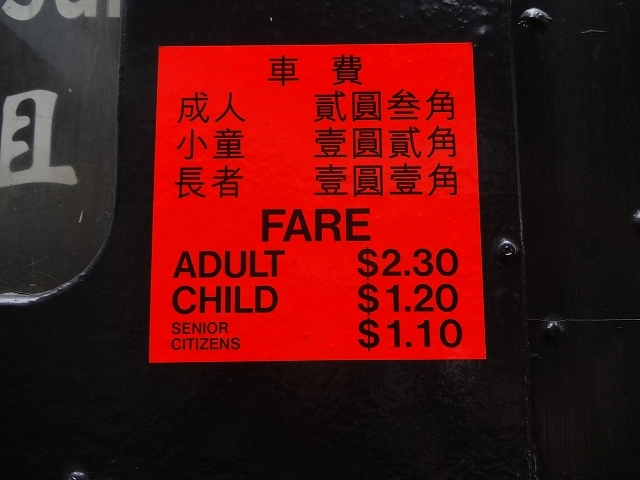 車 費
成人 貳圓叁角
小童 壹圓貳角
長者 壹圓壹角
FARE
ADULT $2.30
CHILD $1.20
SENIOR
CITIZENS $1.10